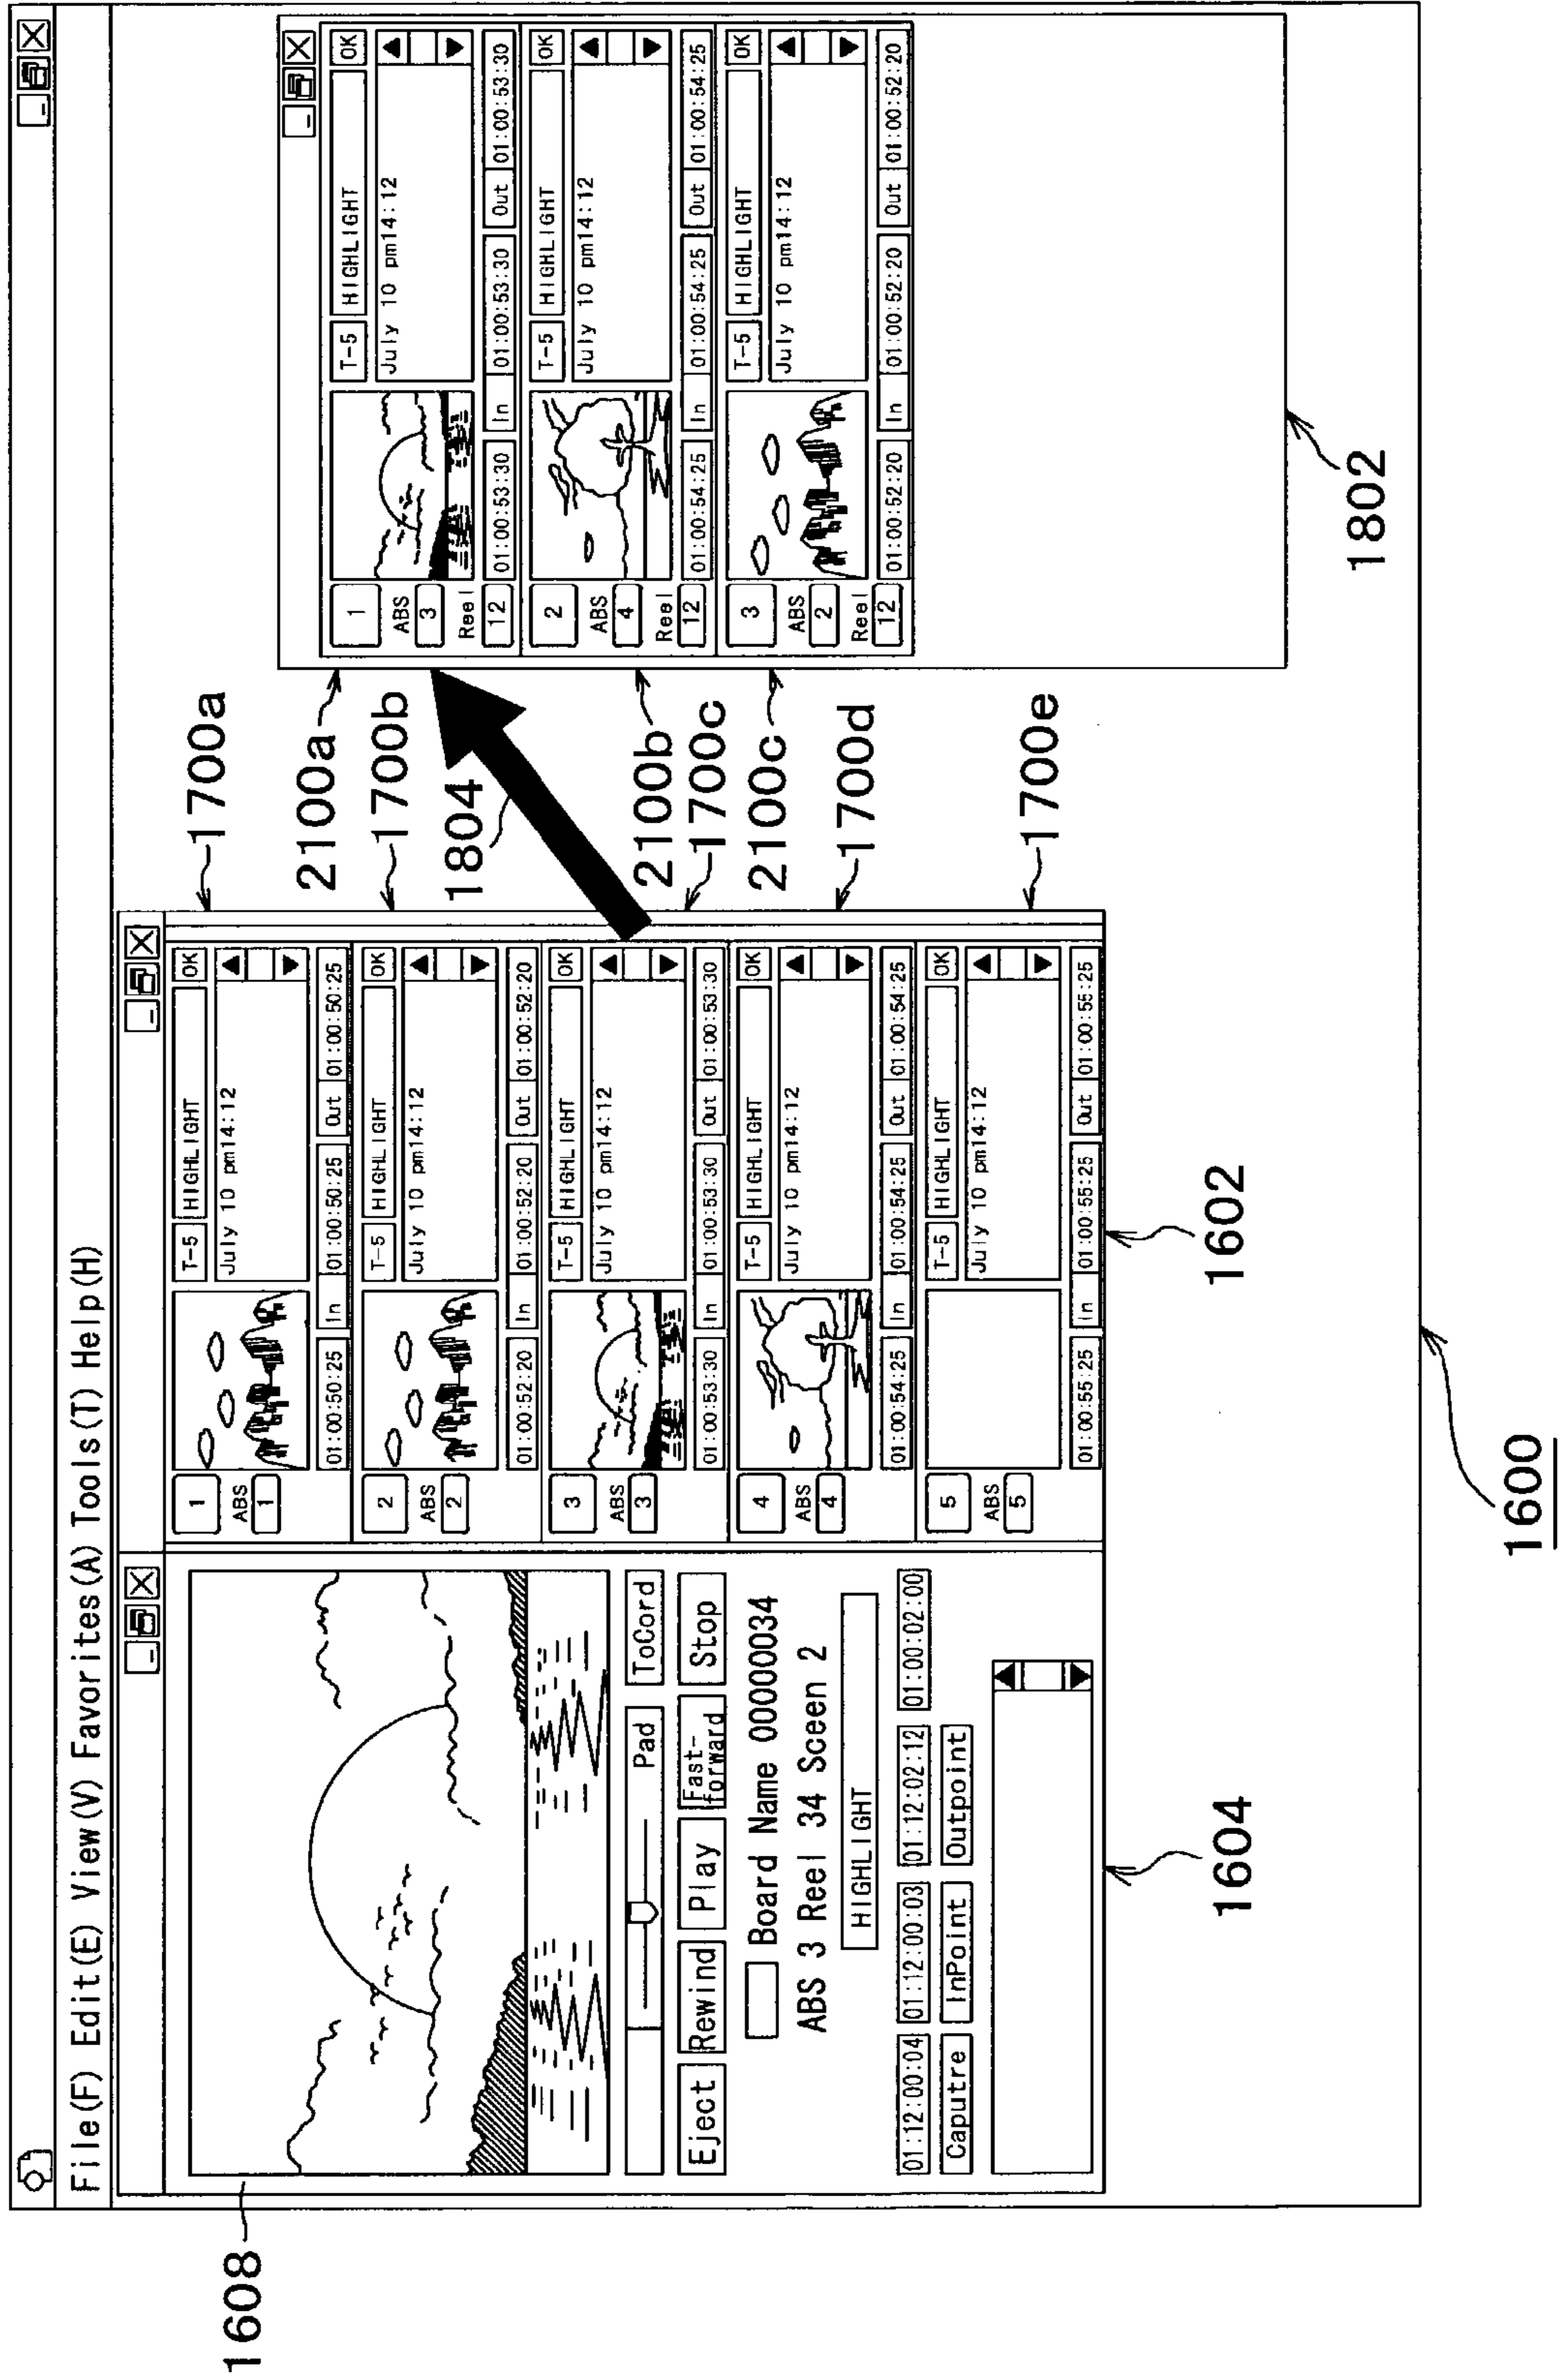 File(F) Edit(E) View(V) Favorites(A) Tools(T) Help(H)
1608
Pad
ToCord
Eject
Rewind
Play
Fast-
forward
Stop
Board Name 0000034
ABS 3 Reel 34 Sceen 2
HIGHLIGHT
01:12:00:04
01:12:00:03
01:12:02:12
01:00:02:00
Caputre
InPoint
Outpoint
1604
1
T-5
HIGHLIGHT
OK
ABS
1
July 10 pm14:12
01:00:50:25
In
01:00:50:25
Out
01:00:50:25
2
T-5
HIGHLIGHT
OK
ABS
2
July 10 pm14:12
01:00:52:20
In
01:00:52:20
Out
01:00:52:20
3
T-5
HIGHLIGHT
OK
ABS
3
July 10 pm14:12
01:00:53:30
In
01:00:53:30
Out
01:00:53:30
4
T-5
HIGHLIGHT
OK
ABS
4
July 10 pm14:12
01:00:54:25
In
01:00:54:25
Out
01:00:54:25
5
T-5
HIGHLIGHT
OK
ABS
5
July 10 pm14:12
01:00:55:25
In
01:00:55:25
Out
01:00:55:25
1602
1700a
2100a
1700b
1804
2100b
1700c
2100c
1700d
1700e
1
T-5
HIGHLIGHT
OK
ABS
3
July 10 pm14:12
Reel
12
01:00:53:30
In
01:00:53:30
Out
01:00:53:30
2
T-5
HIGHLIGHT
OK
ABS
4
July 10 pm14:12
Reel
12
01:00:54:25
In
01:00:54:25
Out
01:00:54:25
3
T-5
HIGHLIGHT
OK
ABS
2
July 10 pm14:12
Reel
12
01:00:52:20
In
01:00:52:20
Out
01:00:52:20
1802
1600